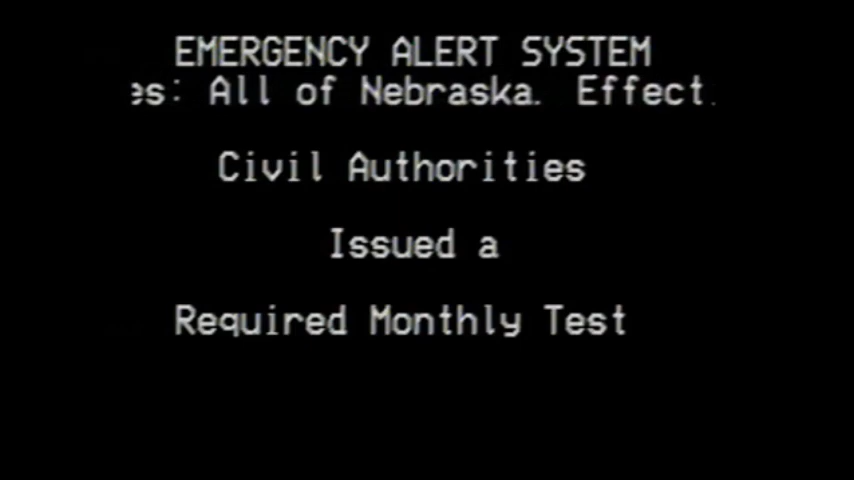 EMERGENCY ALERT SYSTEM
es: All of Nebraska. Effect
Civil Authorities
Issued a
Required Monthly Test